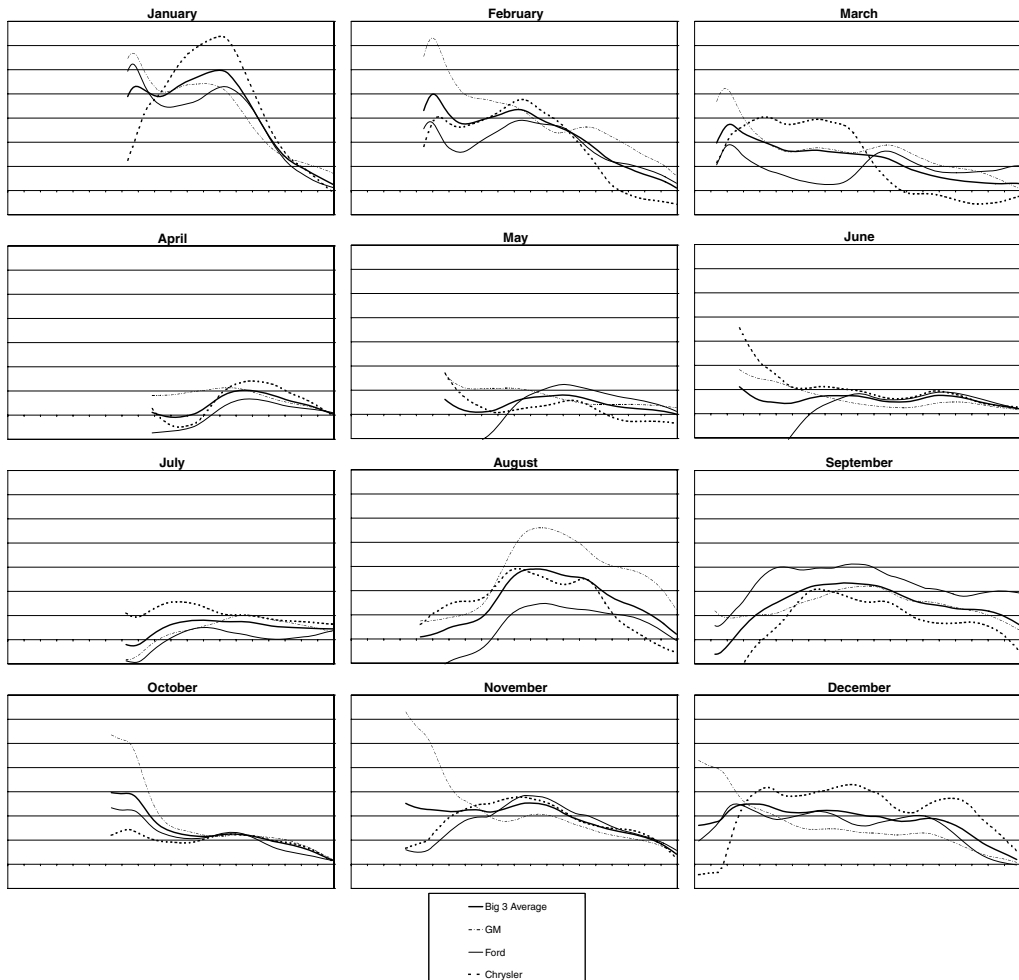 January
February
March
April
May
June
July
August
September
October
November
December
Big 3 Average
GM
Ford
Chrysler